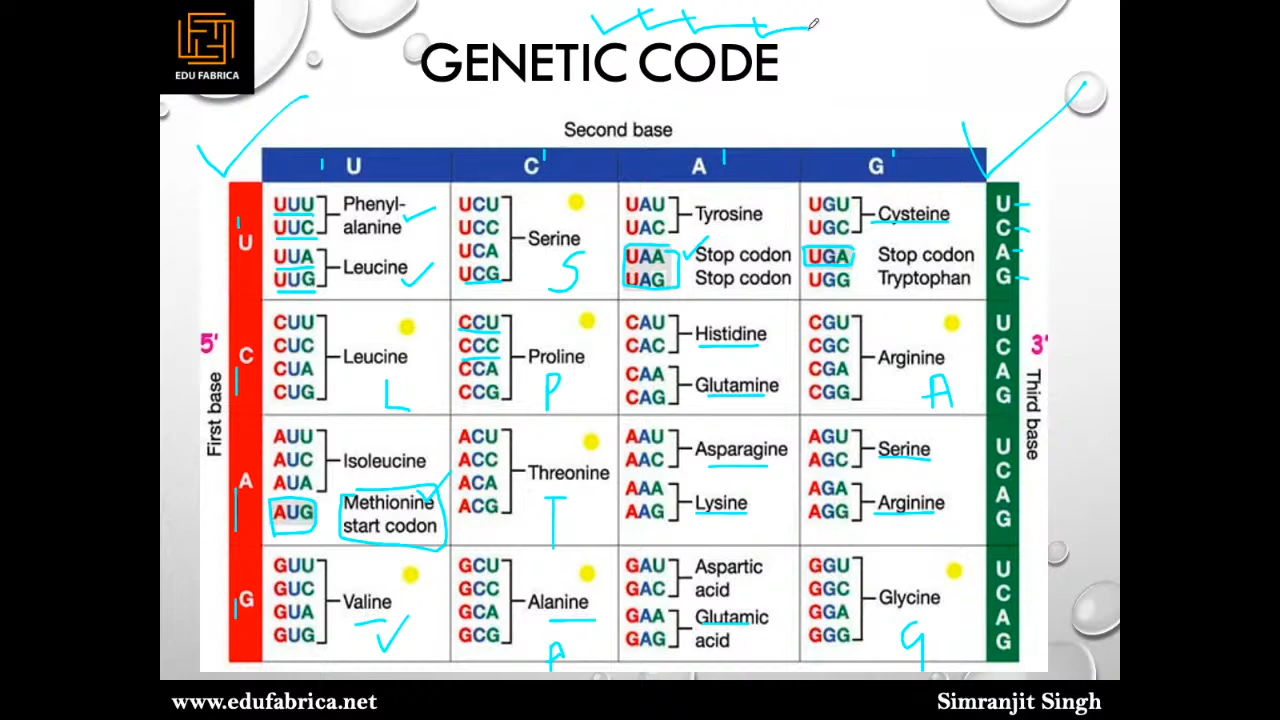 EDU FABRICA
GENETIC CODE
Second base
U C A G
U
UUU
UUC
Phenyl-
alanine
UUA
UUG
Leucine
UCU
UCC
UCA
UCG
Serine
S
UAU
UAC
Tyrosine
UAA Stop codon
UAG Stop codon
UGU
UGC
Cysteine
UGA Stop codon
UGG Tryptophan
U
C
A
G
5'
First base
C
CUU
CUC
CUA
CUG
Leucine
L
CCU
CCC
CCA
CCG
Proline
P
CAU
CAC
Histidine
CAA
CAG
Glutamine
CGU
CGC
CGA
CGG
Arginine
A
U
C
A
G
3'
Third base
A
AUU
AUC
AUA
Isoleucine
AUG
Methionine
start codon
ACU
ACC
ACA
ACG
Threonine
T
AAU
AAC
Asparagine
AAA
AAG
Lysine
AGU
AGC
Serine
AGA
AGG
Arginine
U
C
A
G
G
GUU
GUC
GUA
GUG
Valine
V
GCU
GCC
GCA
GCG
Alanine
A
GAU
GAC
Aspartic
acid
GAA
GAG
Glutamic
acid
GGU
GGC
GGA
GGG
Glycine
G
U
C
A
G
www.edufabrica.net
Simranjit Singh